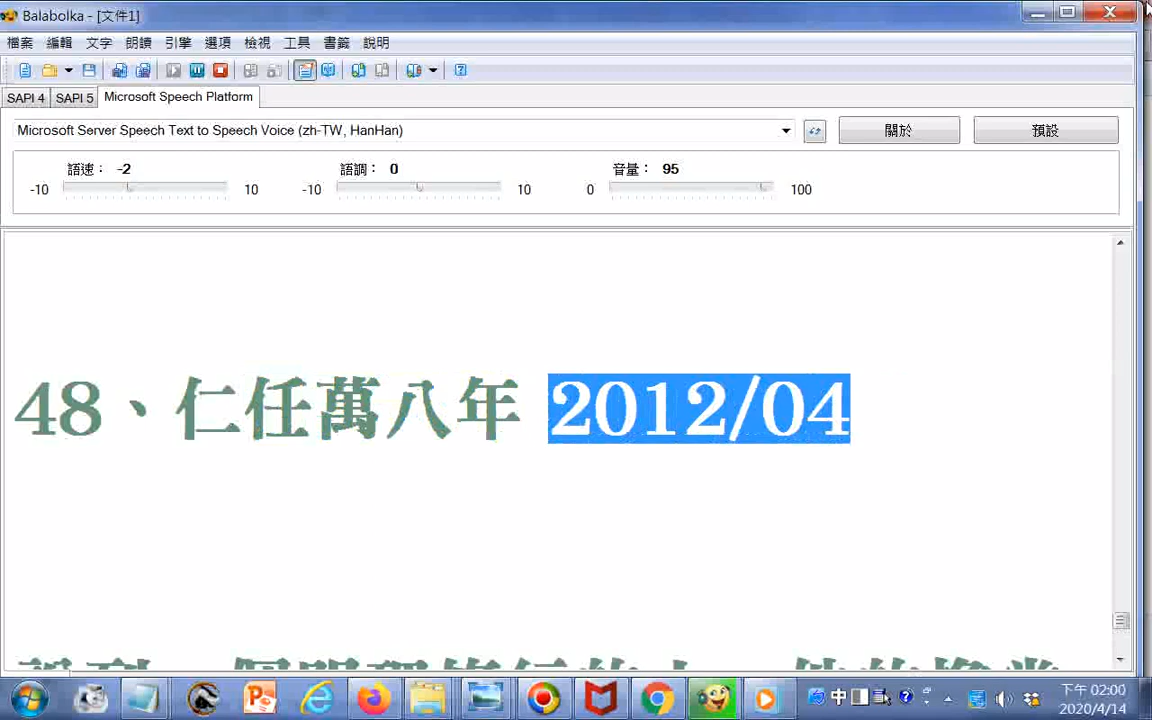 Balabolka - [文件1]
檔案 編輯 文字 朗讀 引擎 選項 檢視 工具 書籤 說明
SAPI 4 SAPI 5 Microsoft Speech Platform
Microsoft Server Speech Text to Speech Voice (zh-TW, HanHan) 關於 預設
語速： -2 語調： 0 音量： 95
-10 10 -10 10 0 100
48、仁任萬八年 2012/04
中 下午 02:00
2020/4/14